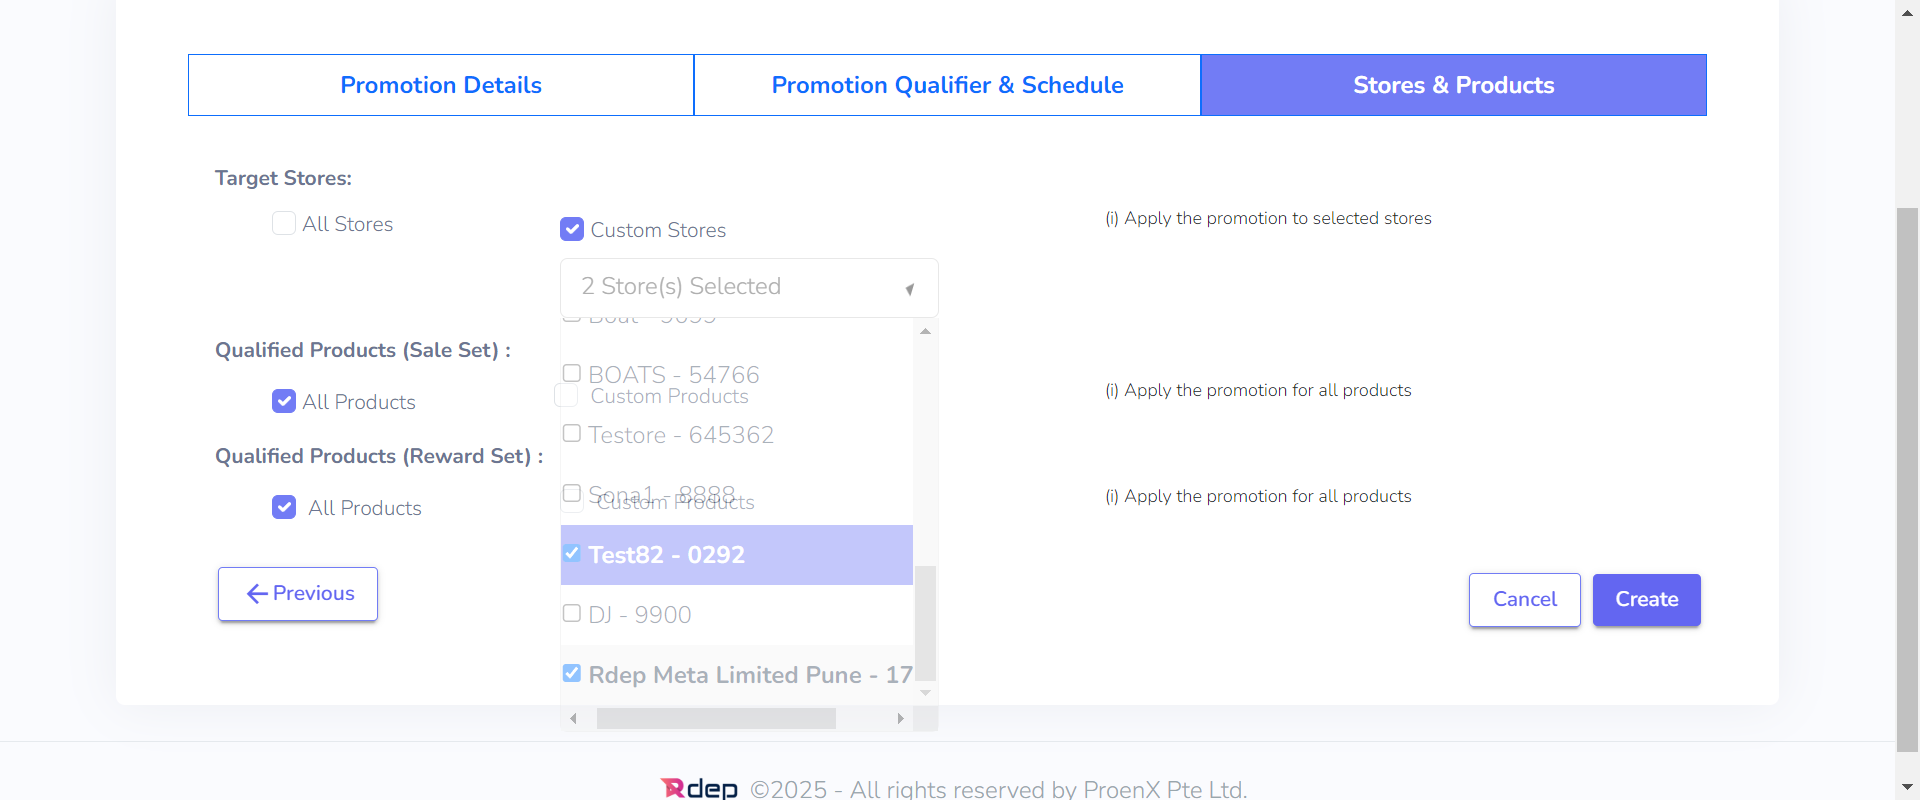 Promotion Details
Promotion Qualifier & Schedule
Stores & Products
Target Stores:
All Stores
Custom Stores
(i) Apply the promotion to selected stores
2 Store(s) Selected
Qualified Products (Sale Set) :
BOATS - 54766
All Products
Custom Products
(i) Apply the promotion for all products
Testore - 645362
Qualified Products (Reward Set) :
Sona1 - 8888
All Products
Custom Products
(i) Apply the promotion for all products
Test82 - 0292
DJ - 9900
Rdep Meta Limited Pune - 17
Previous
Cancel
Create
Rdep ©2025 - All rights reserved by ProenX Pte Ltd.